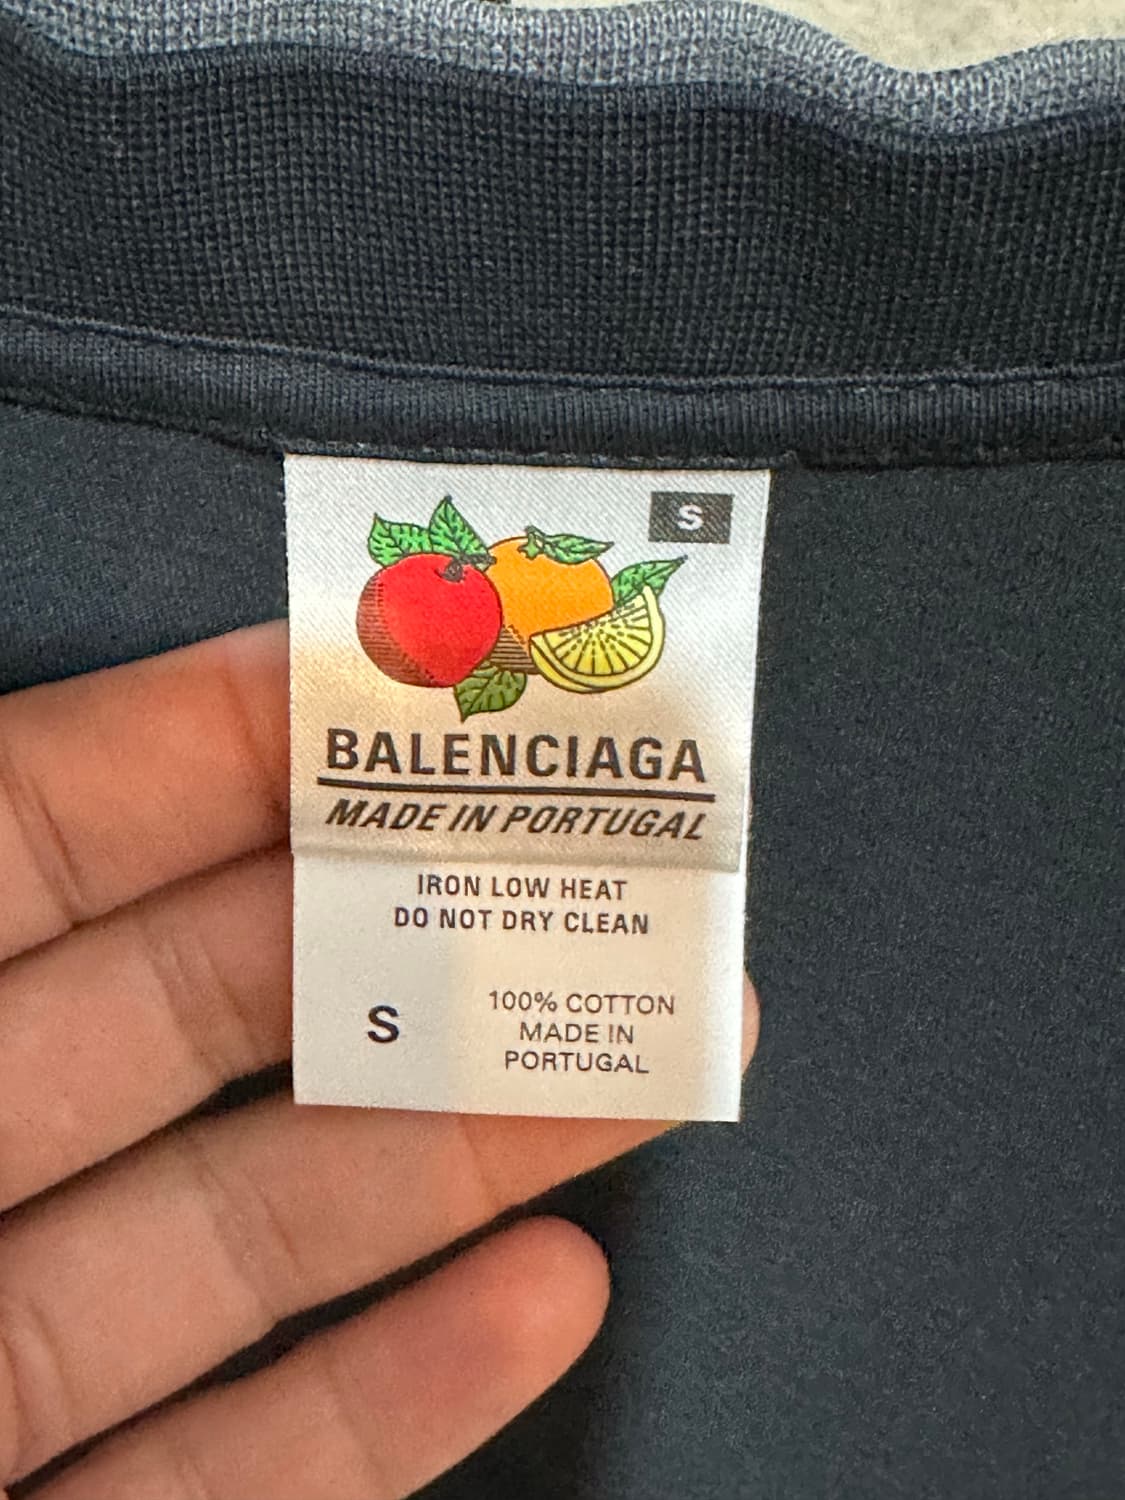 S
BALENCIAGA
MADE IN PORTUGAL
IRON LOW HEAT
DO NOT DRY CLEAN
S
100% COTTON
MADE IN
PORTUGAL